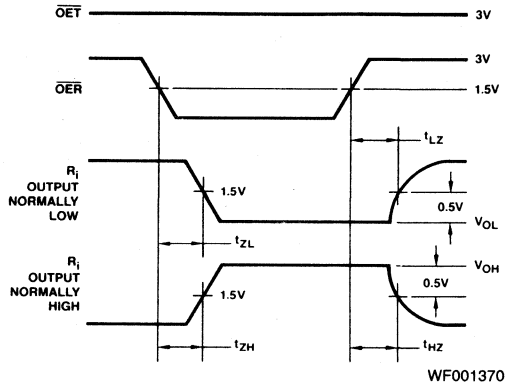 OET
3V
3V
OER
1.5V
tLZ
Ri
OUTPUT
NORMALLY
LOW
1.5V
0.5V
VOL
tZL
Ri
OUTPUT
NORMALLY
HIGH
VOH
0.5V
1.5V
tZH
tHZ
WF001370